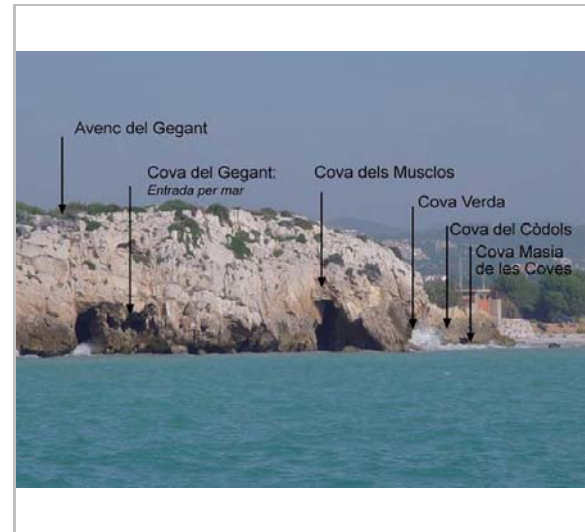 Avenc del Gegant
Cova del Gegant:
Entrada per mar
Cova dels Musclos
Cova Verda
Cova del Còdols
Cova Masia
de les Coves